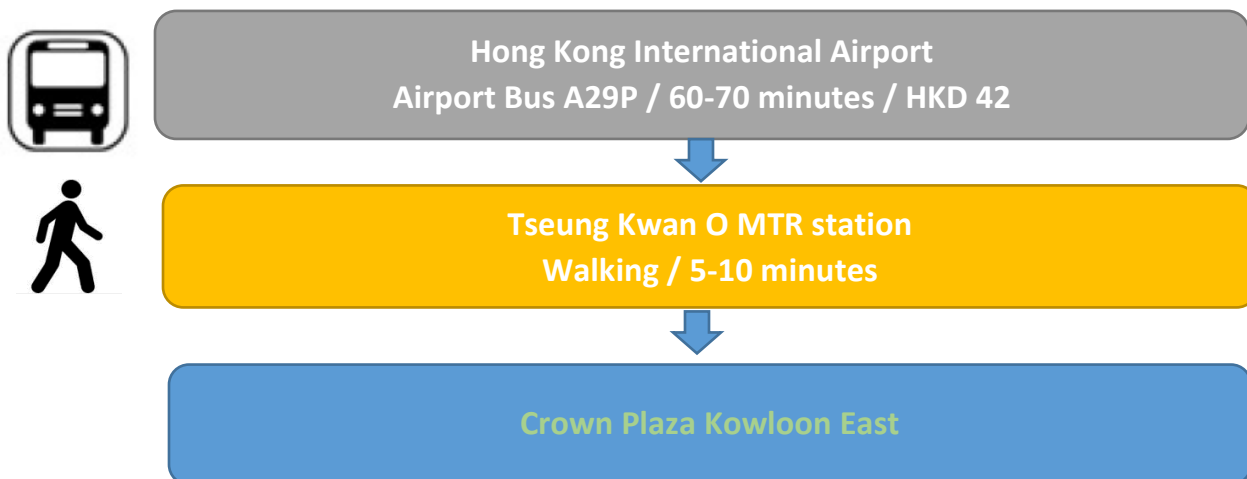 Hong Kong International Airport
Airport Bus A29P / 60-70 minutes / HKD 42
Tseung Kwan O MTR station
Walking / 5-10 minutes
Crown Plaza Kowloon East